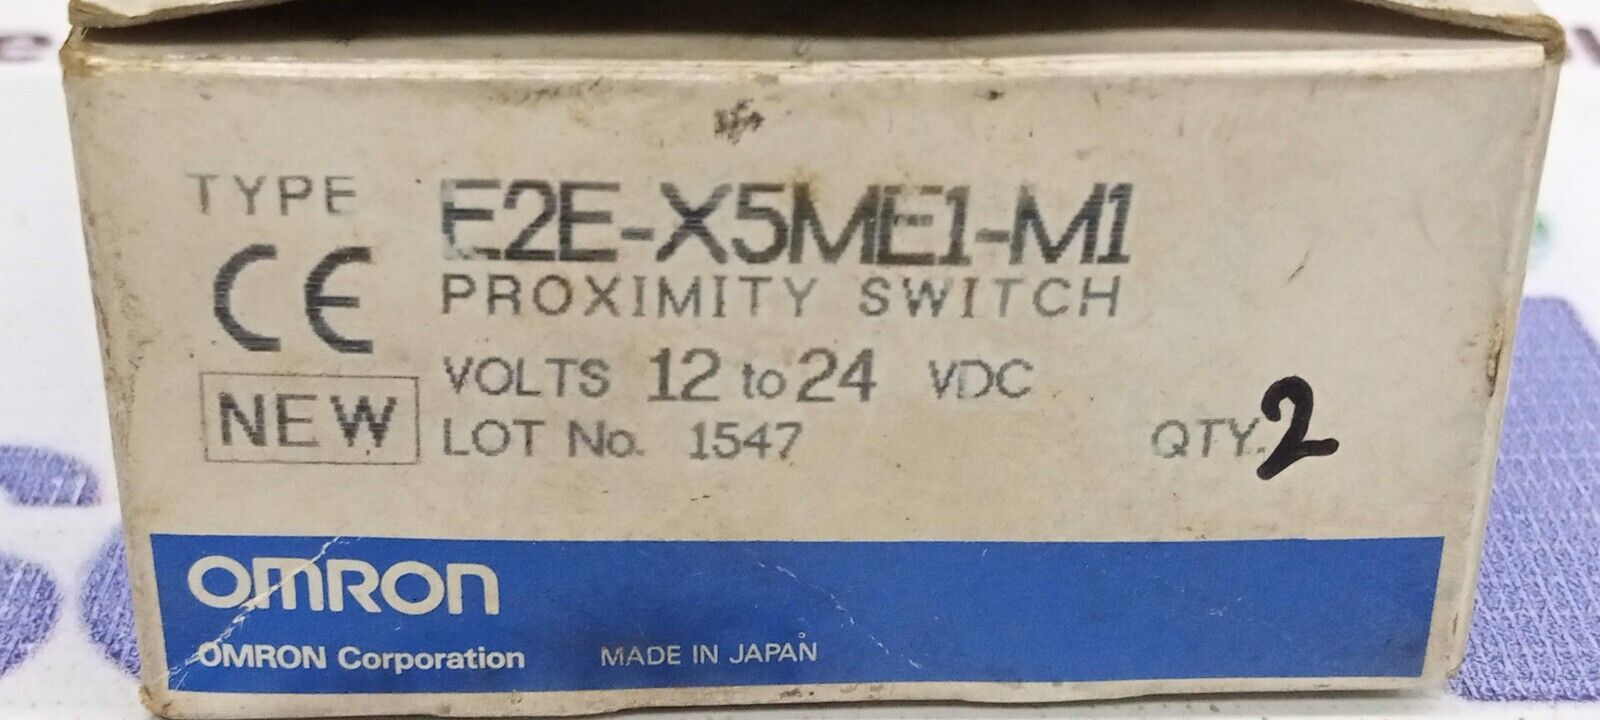 TYPE E2E-X5ME1-M1
CE PROXIMITY SWITCH
VOLTS 12 to 24 VDC
NEW LOT No. 1547 QTY. 2
OMRON
OMRON Corporation MADE IN JAPAN